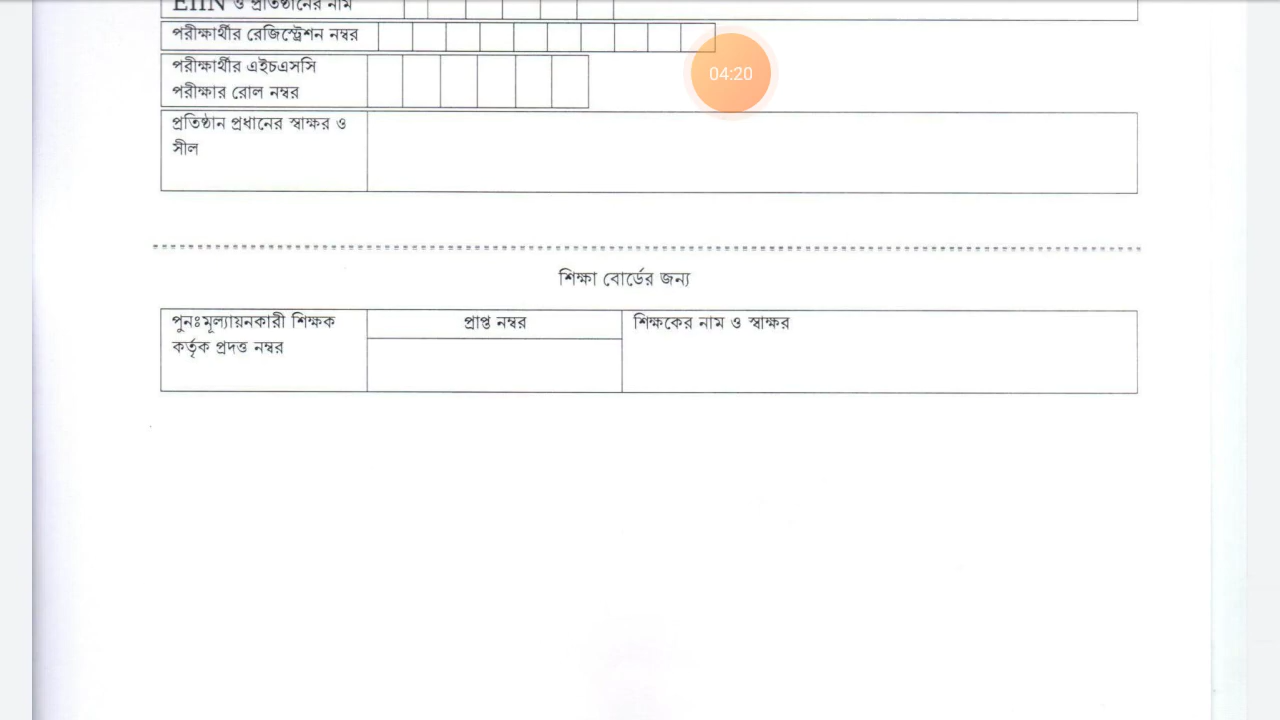 EIIN ও প্রতিষ্ঠানের নাম
পরীক্ষার্থীর রেজিস্ট্রেশন নম্বর
04:20
পরীক্ষার্থীর এইচএসসি
পরীক্ষার রোল নম্বর
প্রতিষ্ঠান প্রধানের স্বাক্ষর ও
সীল
শিক্ষা বোর্ডের জন্য
পুনঃমূল্যায়নকারী শিক্ষক
কর্তৃক প্রদত্ত নম্বর
প্রাপ্ত নম্বর
শিক্ষকের নাম ও স্বাক্ষর